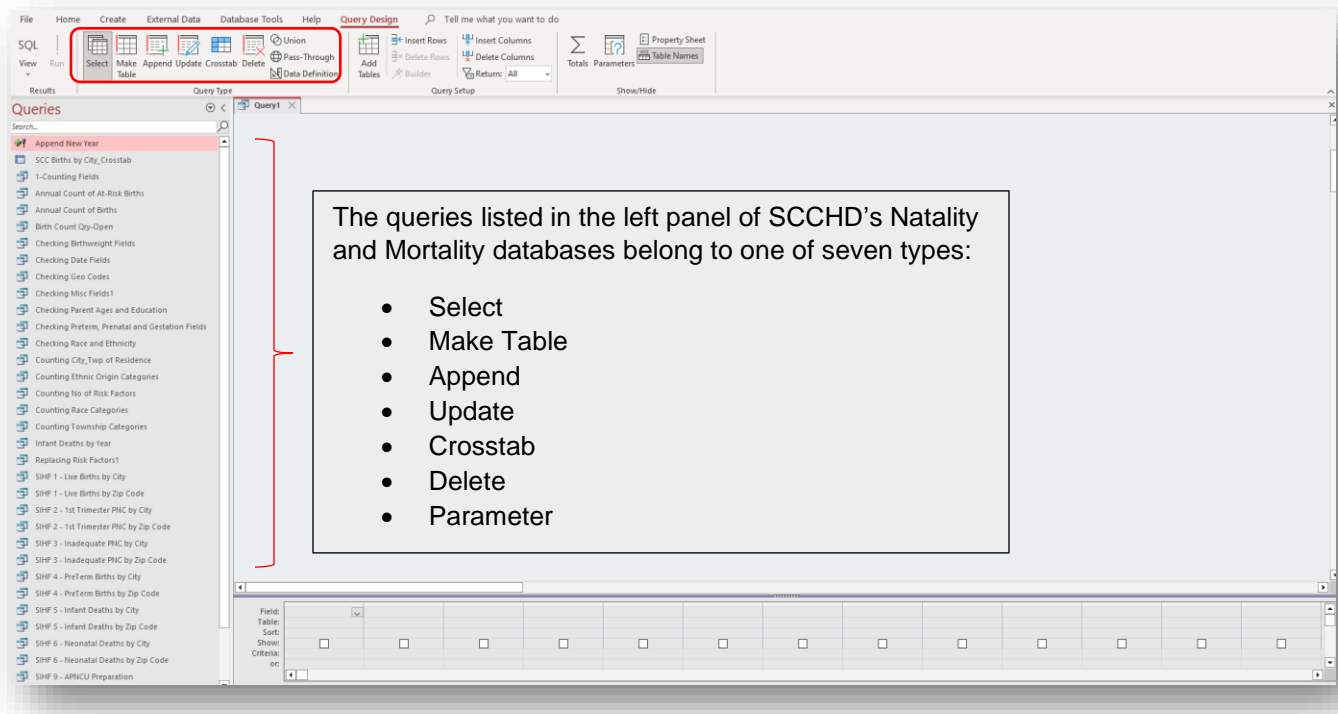 File Home Create External Data Database Tools Help Query Design Tell me what you want to do
SQL
View Run
Select Make Table Append Update Crosstab Delete
Union
Pass-Through
Data Definition
Add Tables
Insert Rows
Delete Rows
Builder
Insert Columns
Delete Columns
Return: All
Totals Parameters
Property Sheet
Table Names
Results Query Type Query Setup Show/Hide
Queries
Query1
Search...
Append New Year
SCC Births by City_Crosstab
1-Counting Fields
Annual Count of At-Risk Births
Annual Count of Births
Birth Count Qry-Open
Checking Birthweight Fields
Checking Date Fields
Checking Geo Codes
Checking Misc Fields1
Checking Parent Ages and Education
Checking Preterm, Prenatal and Gestation Fields
Checking Race and Ethnicity
Counting City_Twp of Residence
Counting Ethnic Origin Categories
Counting No of Risk Factors
Counting Race Categories
Counting Township Categories
Infant Deaths by Year
Replacing Risk Factors1
SIHF 1 - Live Births by City
SIHF 1 - Live Births by Zip Code
SIHF 2 - 1st Trimester PNC by City
SIHF 2 - 1st Trimester PNC by Zip Code
SIHF 3 - Inadequate PNC by City
SIHF 3 - Inadequate PNC by Zip Code
SIHF 4 - PreTerm Births by City
SIHF 4 - PreTerm Births by Zip Code
SIHF 5 - Infant Deaths by City
SIHF 5 - Infant Deaths by Zip Code
SIHF 6 - Neonatal Deaths by City
SIHF 6 - Neonatal Deaths by Zip Code
SIHF 9 - APNCU Preparation
The queries listed in the left panel of SCCHD's Natality
and Mortality databases belong to one of seven types:
• Select
• Make Table
• Append
• Update
• Crosstab
• Delete
• Parameter
Field:
Table:
Sort:
Show:
Criteria:
or: